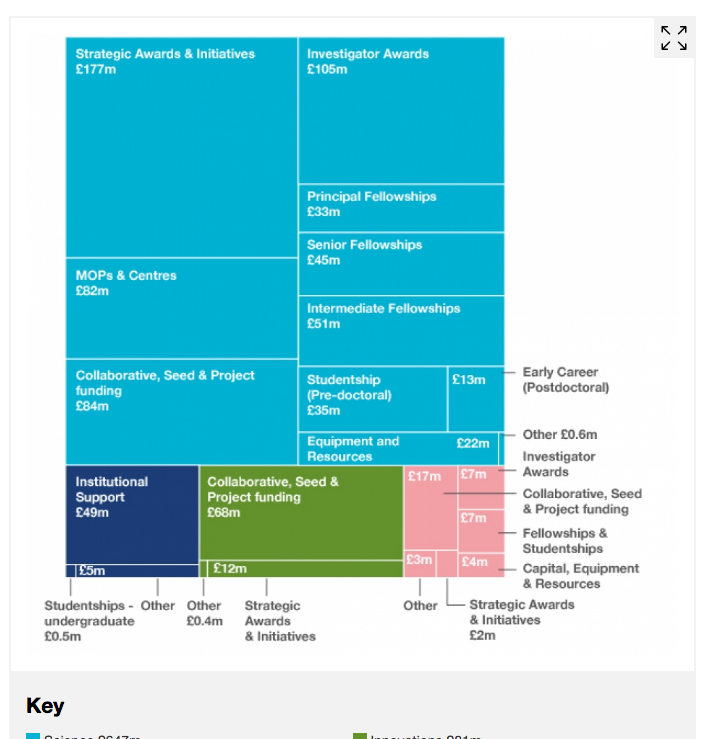 Strategic Awards & Initiatives
£177m
Investigator Awards
£105m
Principal Fellowships
£33m
Senior Fellowships
£45m
MOPs & Centres
£82m
Intermediate Fellowships
£51m
Collaborative, Seed & Project
funding
£84m
Studentship
(Pre-doctoral)
£35m
£13m
Early Career
(Postdoctoral)
Equipment and
Resources
£22m
Other £0.6m
Institutional
Support
£49m
Collaborative, Seed &
Project funding
£68m
£17m
£7m
Investigator
Awards
Collaborative, Seed
& Project funding
£7m
Fellowships &
Studentships
£5m
£12m
£3m
£4m
Capital, Equipment
& Resources
Studentships -
undergraduate
£0.5m
Other
Other
£0.4m
Strategic
Awards
& Initiatives
Other
Strategic Awards
& Initiatives
£2m
Key